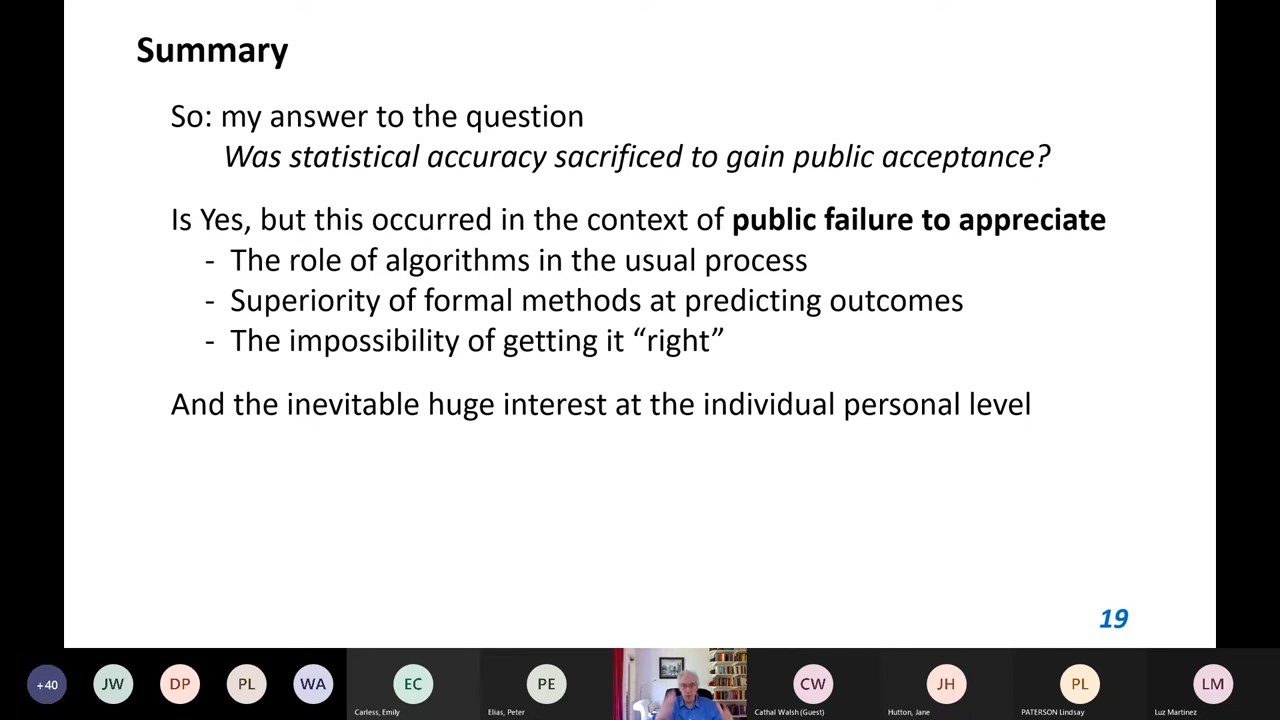 Summary
So: my answer to the question
Was statistical accuracy sacrificed to gain public acceptance?
Is Yes, but this occurred in the context of public failure to appreciate
- The role of algorithms in the usual process
- Superiority of formal methods at predicting outcomes
- The impossibility of getting it “right”
And the inevitable huge interest at the individual personal level
19
+40
JW
DP
PL
WA
EC
PE
CW
JH
PL
LM
Carless, Emily
Elias, Peter
Cathal Walsh (Guest)
Hutton, Jane
PATERSON Lindsay
Luz Martinez